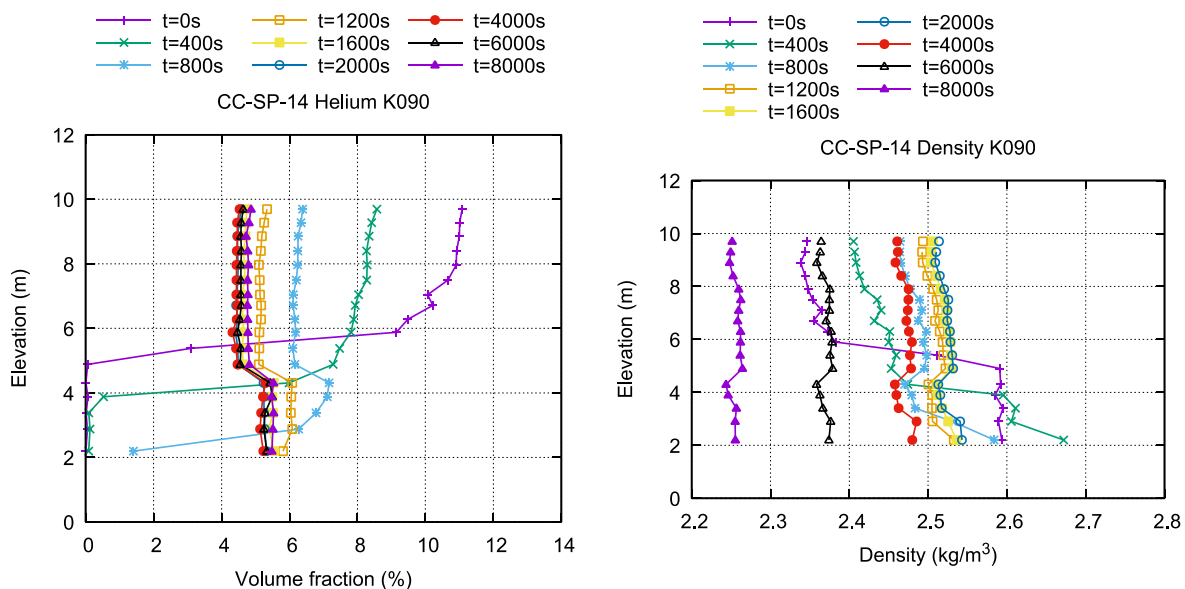 t=0s t=1200s t=4000s
t=400s t=1600s t=6000s
t=800s t=2000s t=8000s
CC-SP-14 Helium K090
12
10
8
6
4
2
0
Elevation (m)
0 2 4 6 8 10 12 14
Volume fraction (%)
t=0s t=2000s
t=400s t=4000s
t=800s t=6000s
t=1200s t=8000s
t=1600s
CC-SP-14 Density K090
12
10
8
6
4
2
0
Elevation (m)
2.2 2.3 2.4 2.5 2.6 2.7 2.8
Density (kg/m³)